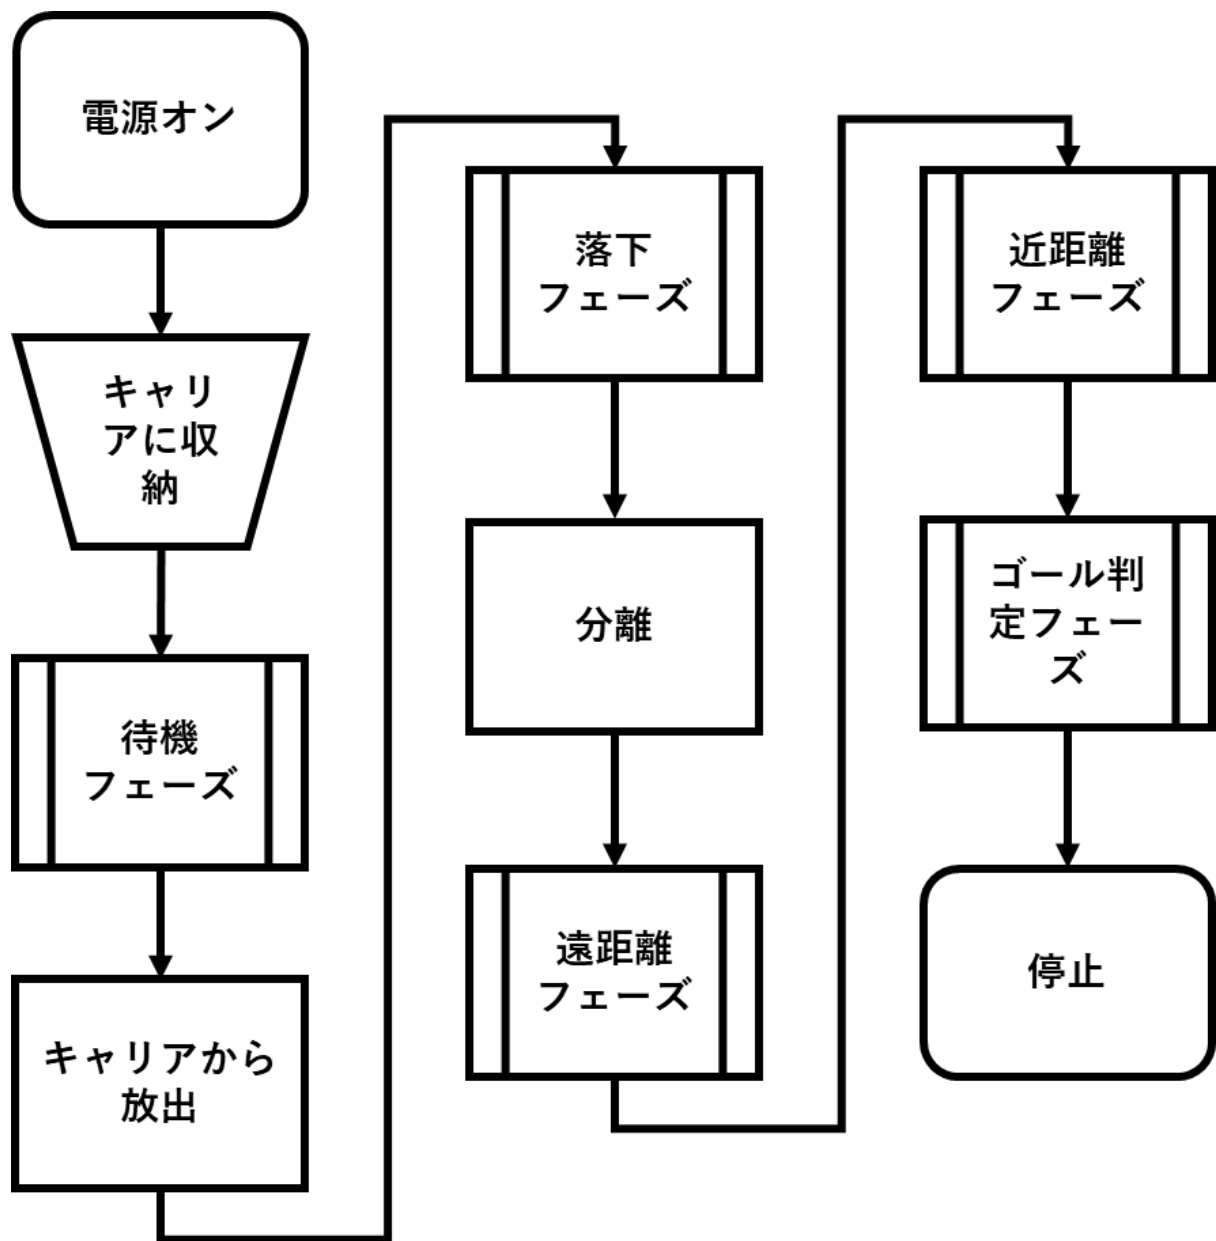 電源オン
キャリ
アに収
納
待機
フェーズ
キャリアから
放出
落下
フェーズ
分離
遠距離
フェーズ
近距離
フェーズ
ゴール判
定フェー
ズ
停止